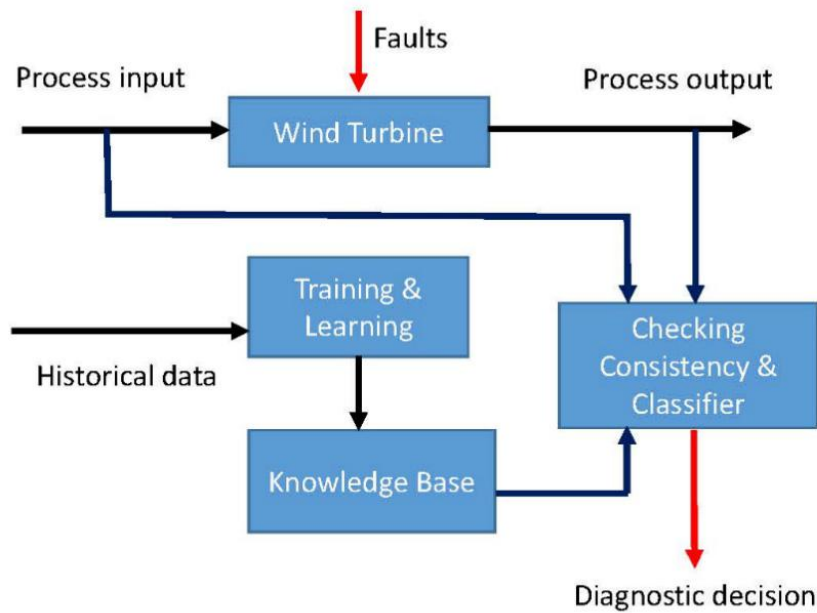 Faults
Process input
Process output
Wind Turbine
Training &
Learning
Historical data
Checking
Consistency &
Classifier
Knowledge Base
Diagnostic decision